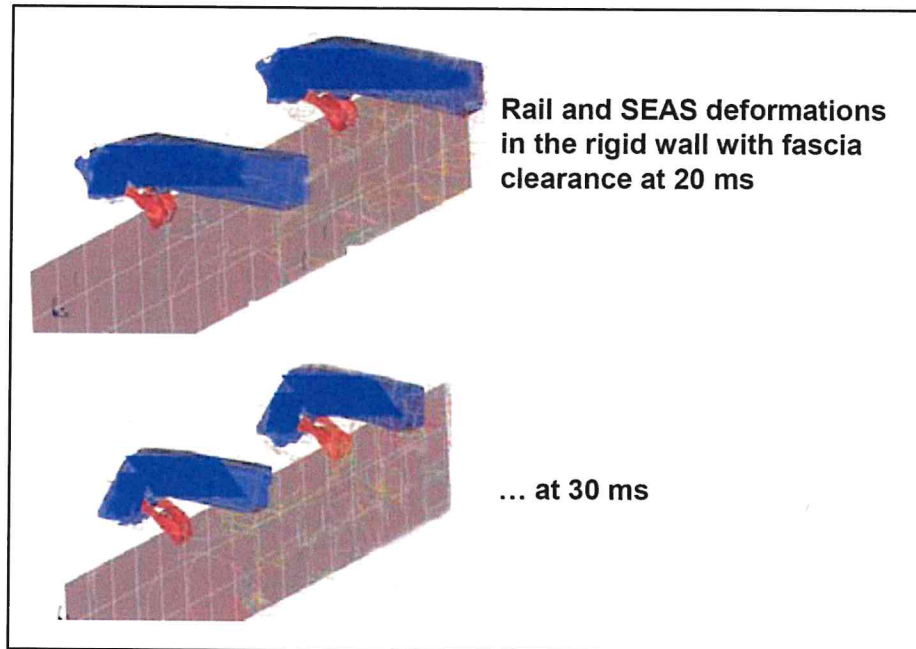 Rail and SEAS deformations
in the rigid wall with fascia
clearance at 20 ms
... at 30 ms